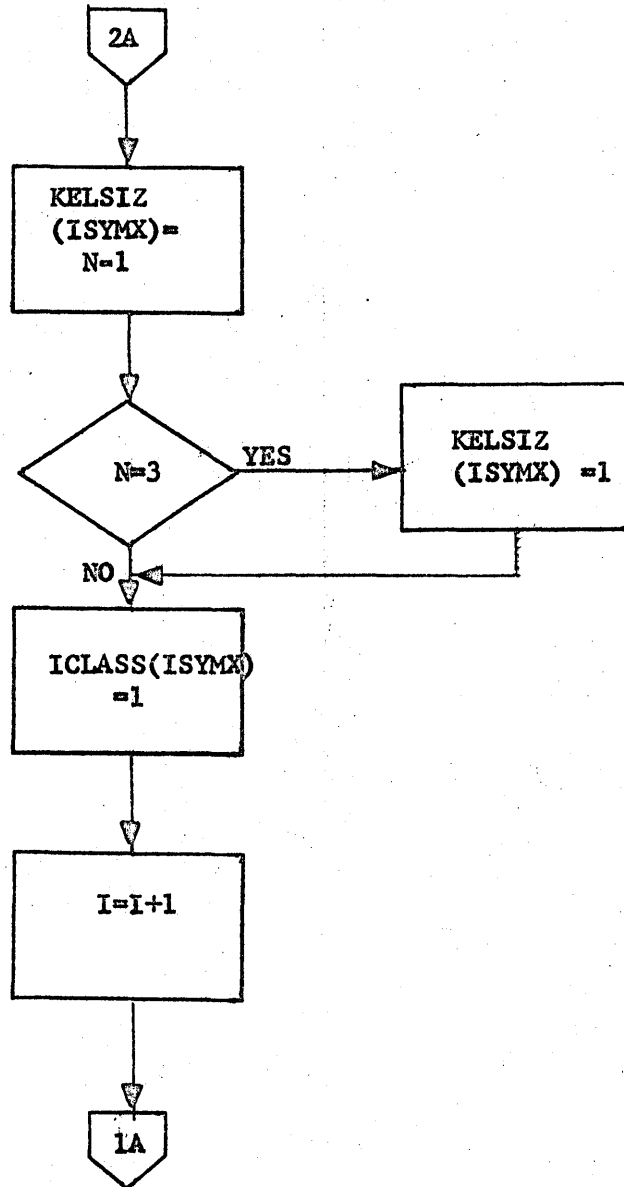 2A
KELSIZ
(ISYMX)=
N=1
N=3
YES
KELSIZ
(ISYMX) =1
NO
ICLASS(ISYMX)
=1
I=I+1
1A